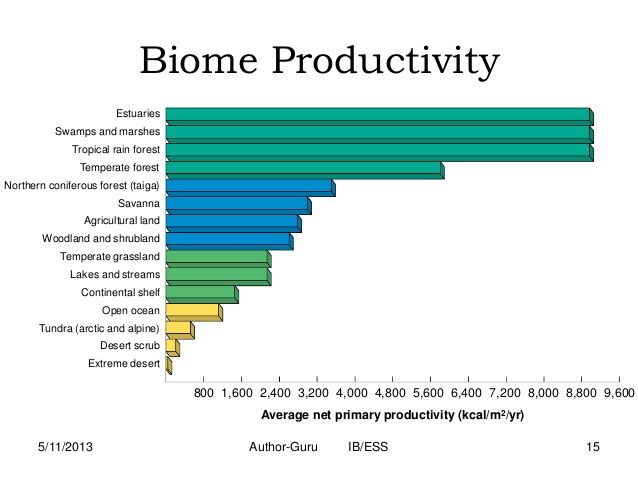 Biome Productivity
Estuaries
Swamps and marshes
Tropical rain forest
Temperate forest
Northern coniferous forest (taiga)
Savanna
Agricultural land
Woodland and shrubland
Temperate grassland
Lakes and streams
Continental shelf
Open ocean
Tundra (arctic and alpine)
Desert scrub
Extreme desert
800 1,600 2,400 3,200 4,000 4,800 5,600 6,400 7,200 8,000 8,800 9,600
Average net primary productivity (kcal/m²/yr)
5/11/2013 Author-Guru IB/ESS 15